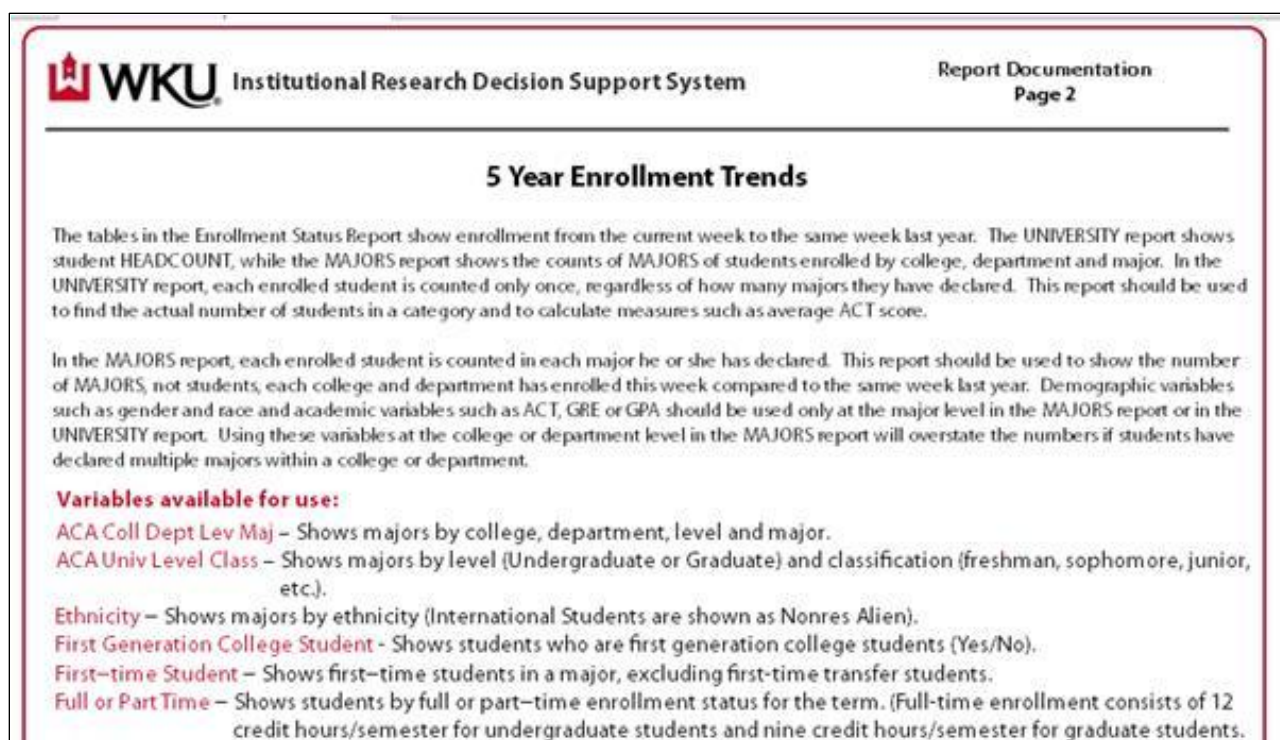 WKU® Institutional Research Decision Support System
Report Documentation
Page 2
5 Year Enrollment Trends
The tables in the Enrollment Status Report show enrollment from the current week to the same week last year. The UNIVERSITY report shows
student HEADCOUNT, while the MAJORS report shows the counts of MAJORS of students enrolled by college, department and major. In the
UNIVERSITY report, each enrolled student is counted only once, regardless of how many majors they have declared. This report should be used
to find the actual number of students in a category and to calculate measures such as average ACT score.
In the MAJORS report, each enrolled student is counted in each major he or she has declared. This report should be used to show the number
of MAJORS, not students, each college and department has enrolled this week compared to the same week last year. Demographic variables
such as gender and race and academic variables such as ACT, GRE or GPA should be used only at the major level in the MAJORS report or in the
UNIVERSITY report. Using these variables at the college or department level in the MAJORS report will overstate the numbers if students have
declared multiple majors within a college or department.
Variables available for use:
ACA Coll Dept Lev Maj – Shows majors by college, department, level and major.
ACA Univ Level Class – Shows majors by level (Undergraduate or Graduate) and classification (freshman, sophomore, junior,
etc.).
Ethnicity – Shows majors by ethnicity (International Students are shown as Nonres Alien).
First Generation College Student - Shows students who are first generation college students (Yes/No).
First–time Student – Shows first–time students in a major, excluding first-time transfer students.
Full or Part Time – Shows students by full or part–time enrollment status for the term. (Full-time enrollment consists of 12
credit hours/semester for undergraduate students and nine credit hours/semester for graduate students.